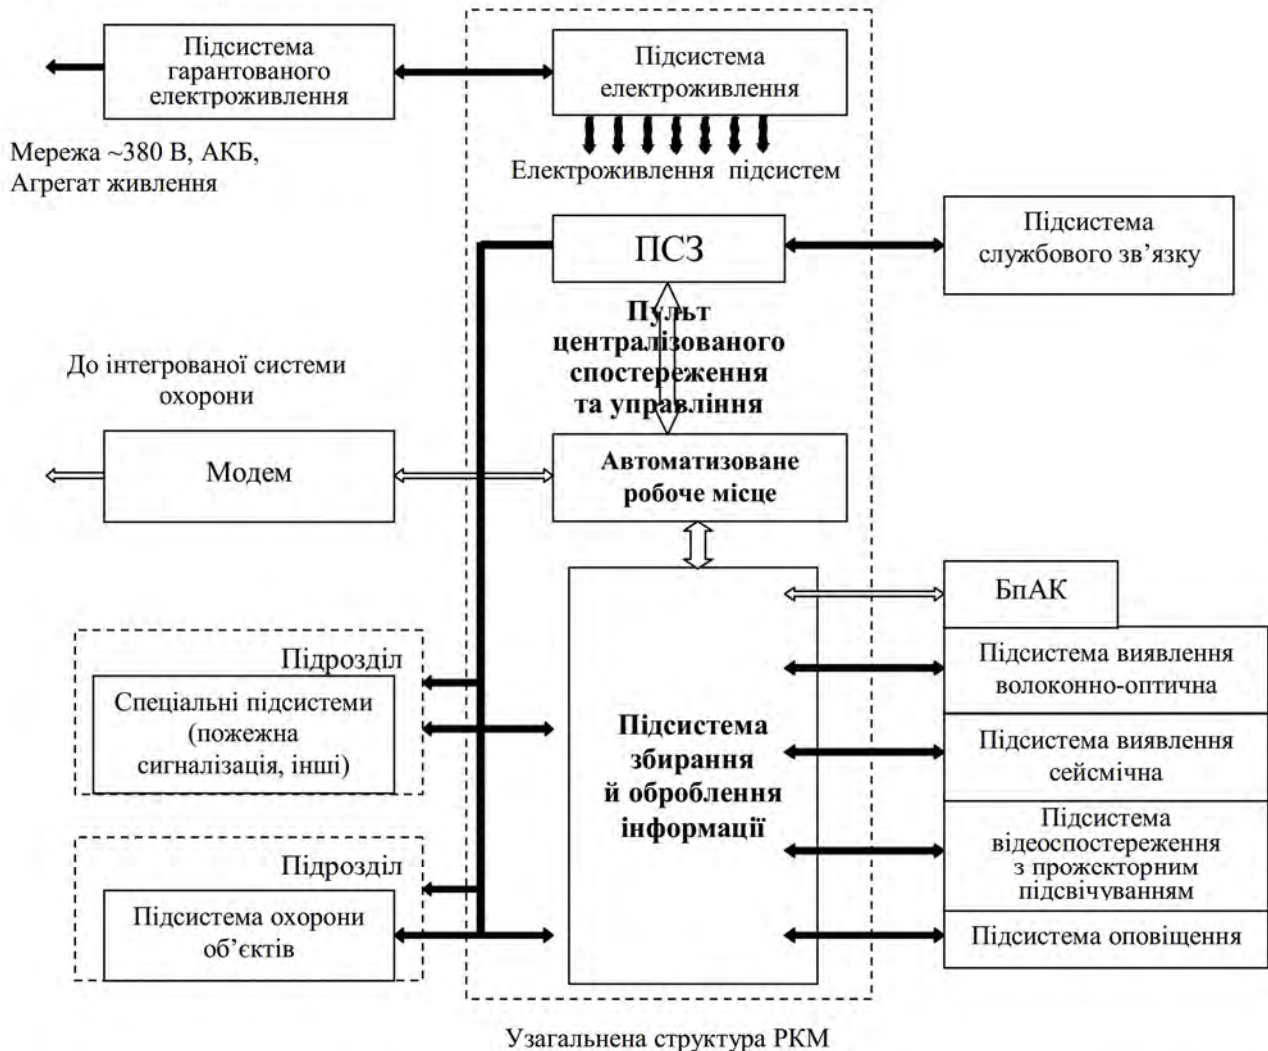 Підсистема
гарантованого
електроживлення
Підсистема
електроживлення
Мережа ~380 В, АКБ,
Агрегат живлення
Електроживлення підсистем
ПСЗ
Підсистема
службового зв’язку
Пульт
централізованого
спостереження
та управління
До інтегрованої системи
охорони
Модем
Автоматизоване
робоче місце
БпАК
Підрозділ
Спеціальні підсистеми
(пожежна
сигналізація, інші)
Підсистема
збирання
й оброблення
інформації
Підсистема виявлення
волоконно-оптична
Підсистема виявлення
сейсмічна
Підсистема
відеоспостереження
з прожекторним
підсвічуванням
Підрозділ
Підсистема охорони
об’єктів
Підсистема оповіщення
Узагальнена структура РКМ